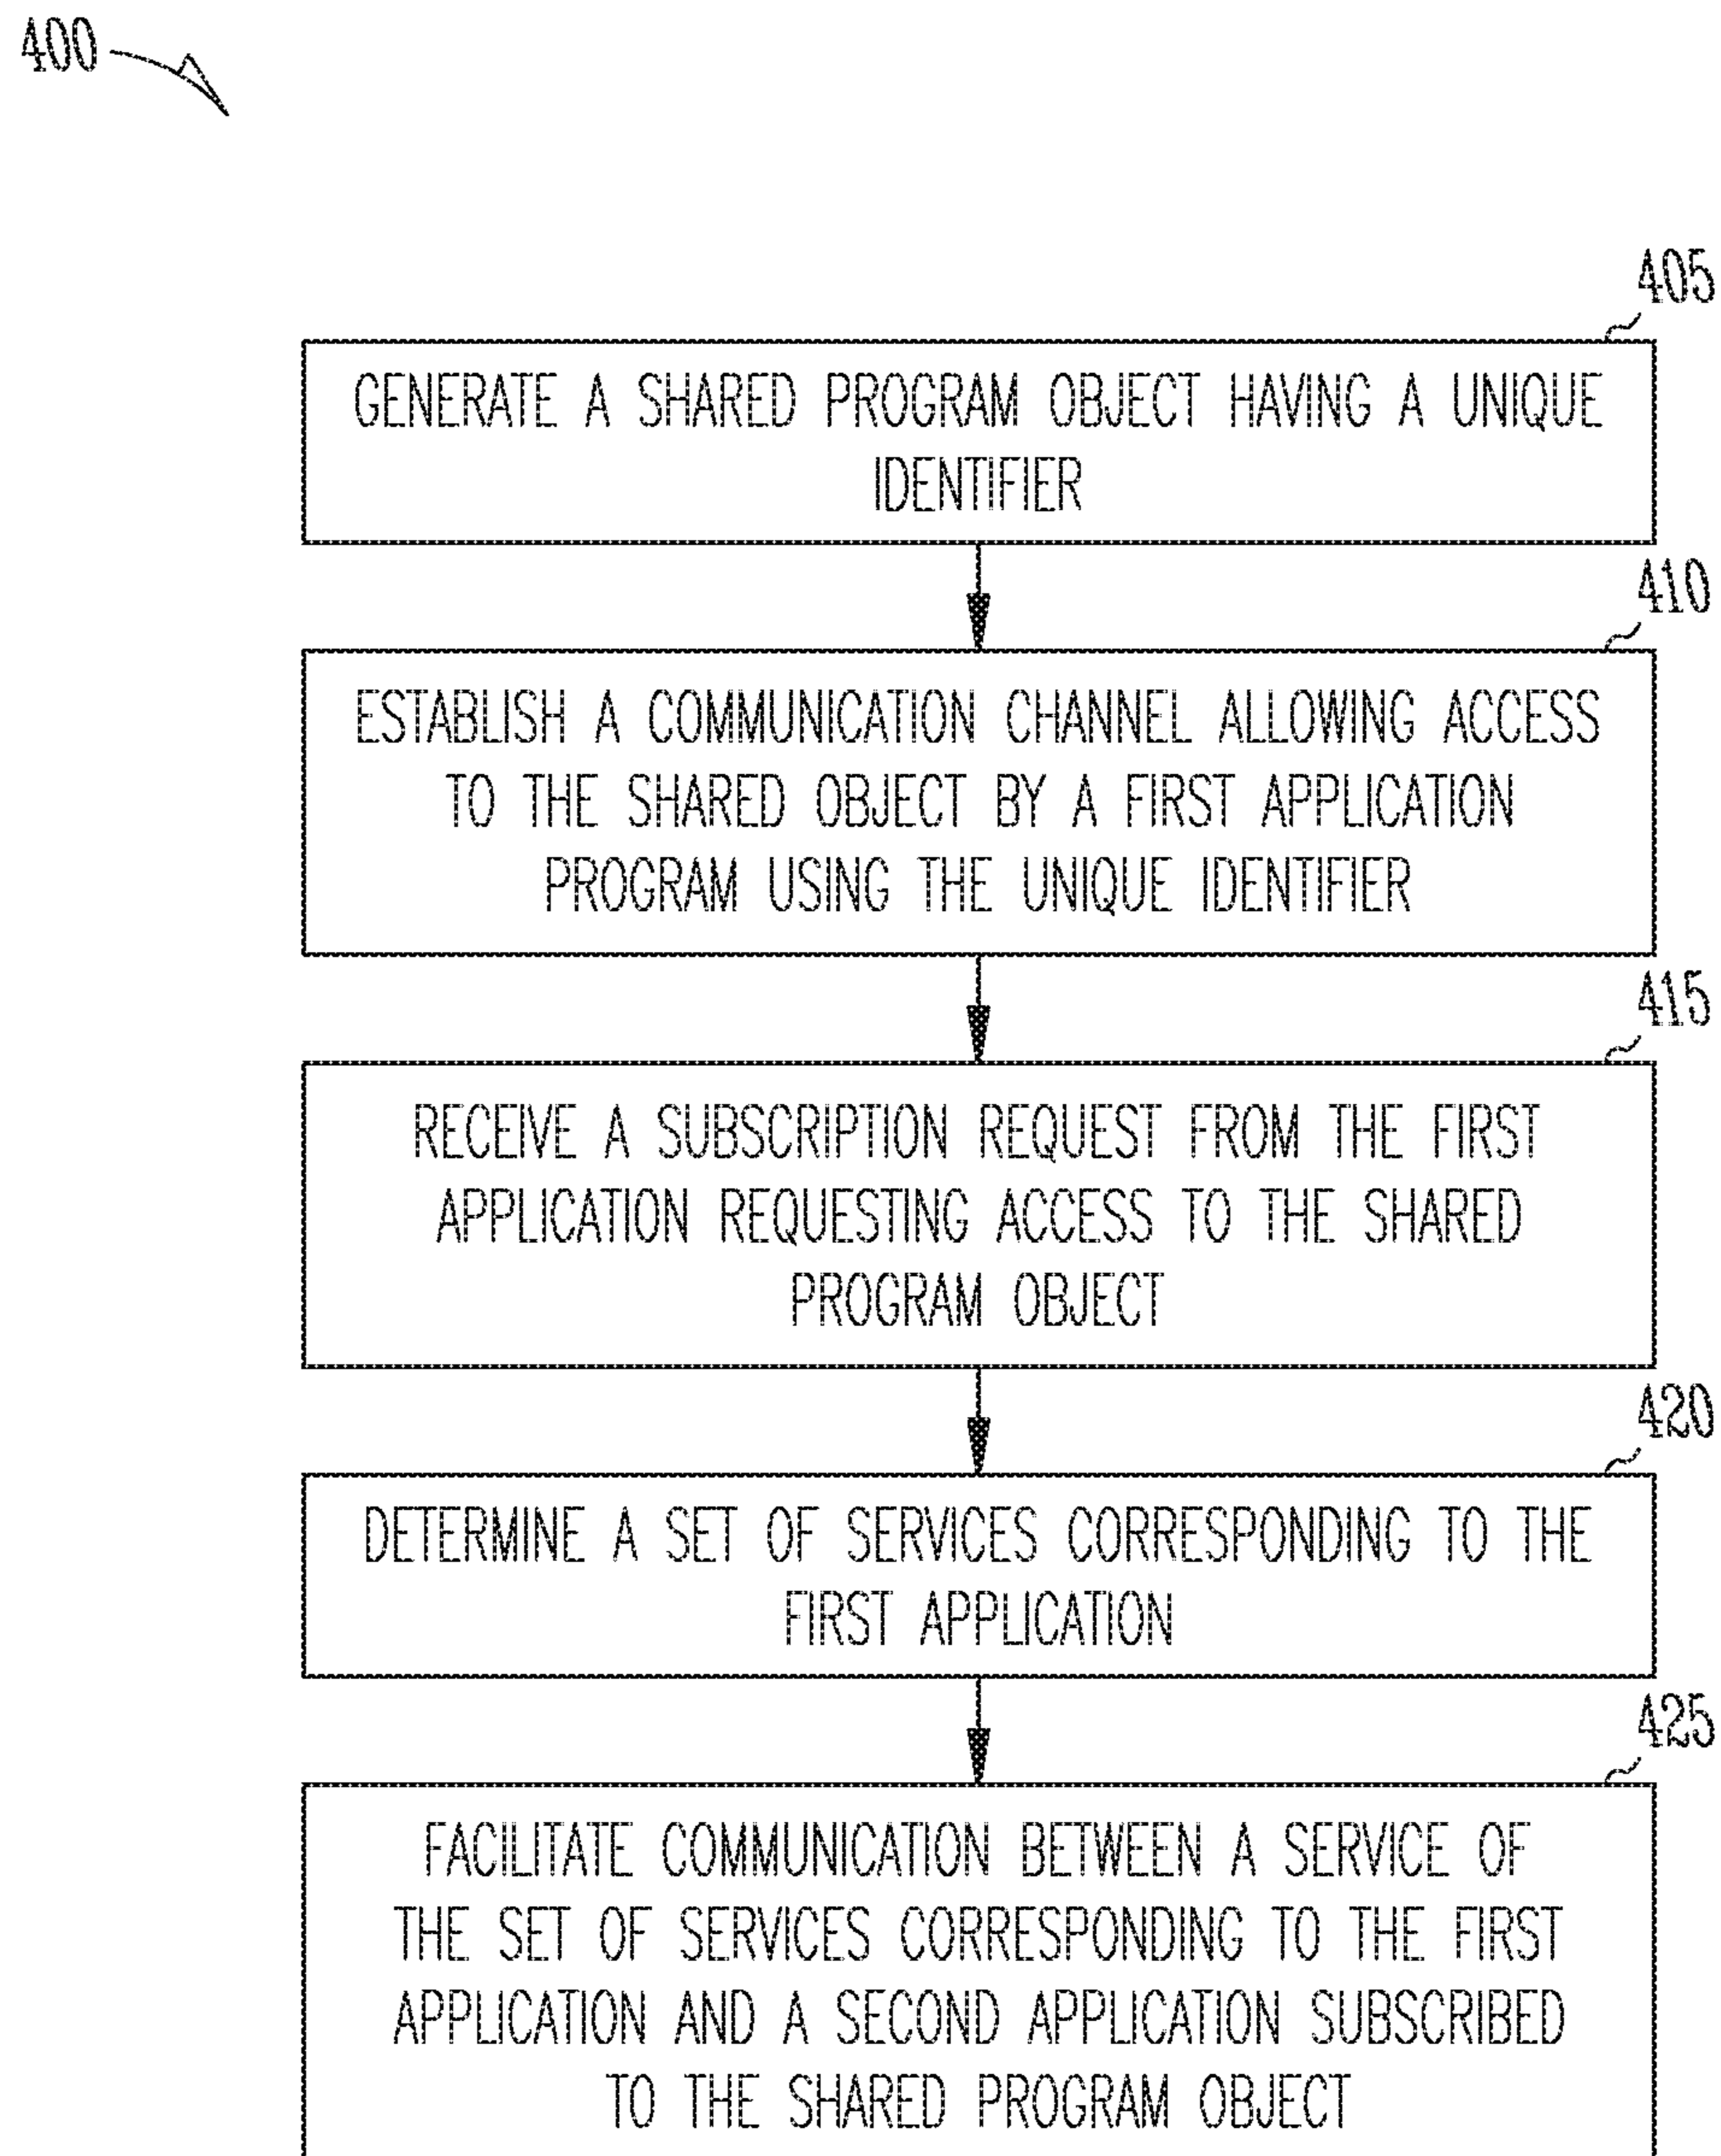 400
405
GENERATE A SHARED PROGRAM OBJECT HAVING A UNIQUE
IDENTIFIER
410
ESTABLISH A COMMUNICATION CHANNEL ALLOWING ACCESS
TO THE SHARED OBJECT BY A FIRST APPLICATION
PROGRAM USING THE UNIQUE IDENTIFIER
415
RECEIVE A SUBSCRIPTION REQUEST FROM THE FIRST
APPLICATION REQUESTING ACCESS TO THE SHARED
PROGRAM OBJECT
420
DETERMINE A SET OF SERVICES CORRESPONDING TO THE
FIRST APPLICATION
425
FACILITATE COMMUNICATION BETWEEN A SERVICE OF
THE SET OF SERVICES CORRESPONDING TO THE FIRST
APPLICATION AND A SECOND APPLICATION SUBSCRIBED
TO THE SHARED PROGRAM OBJECT